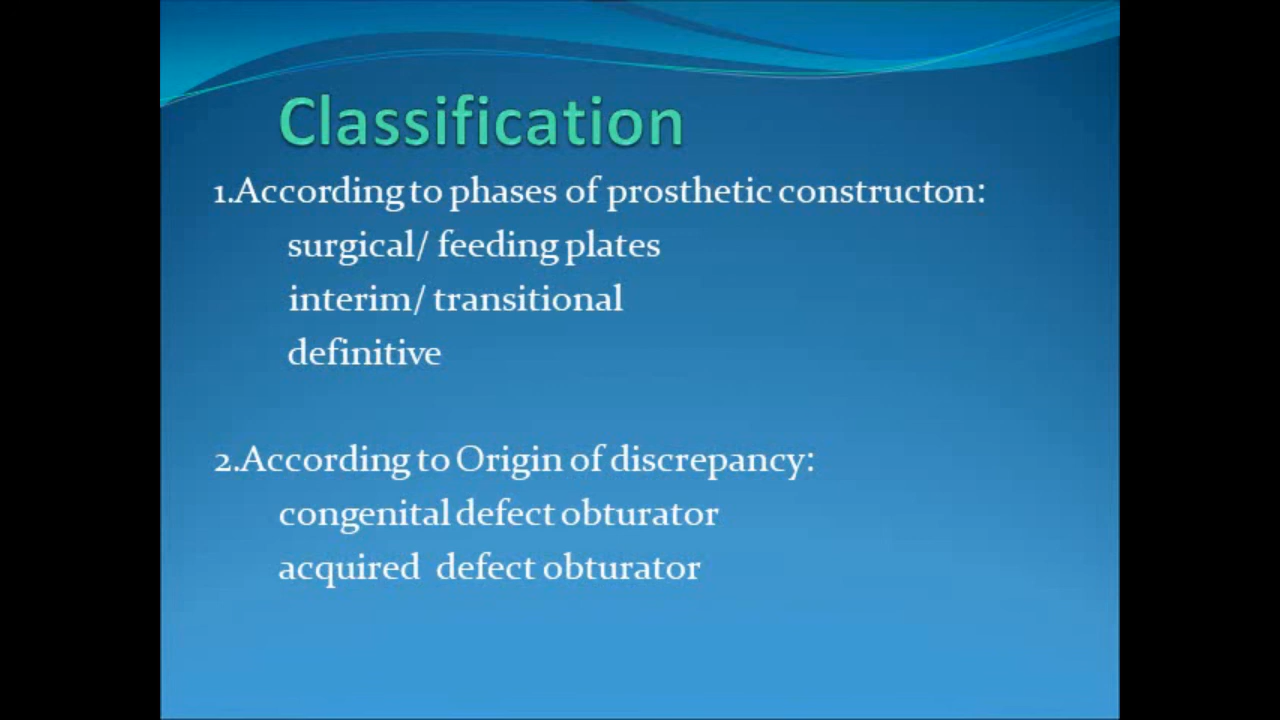 Classification
1.According to phases of prosthetic constructon:
surgical/ feeding plates
interim/ transitional
definitive
2.According to Origin of discrepancy:
congenital defect obturator
acquired defect obturator